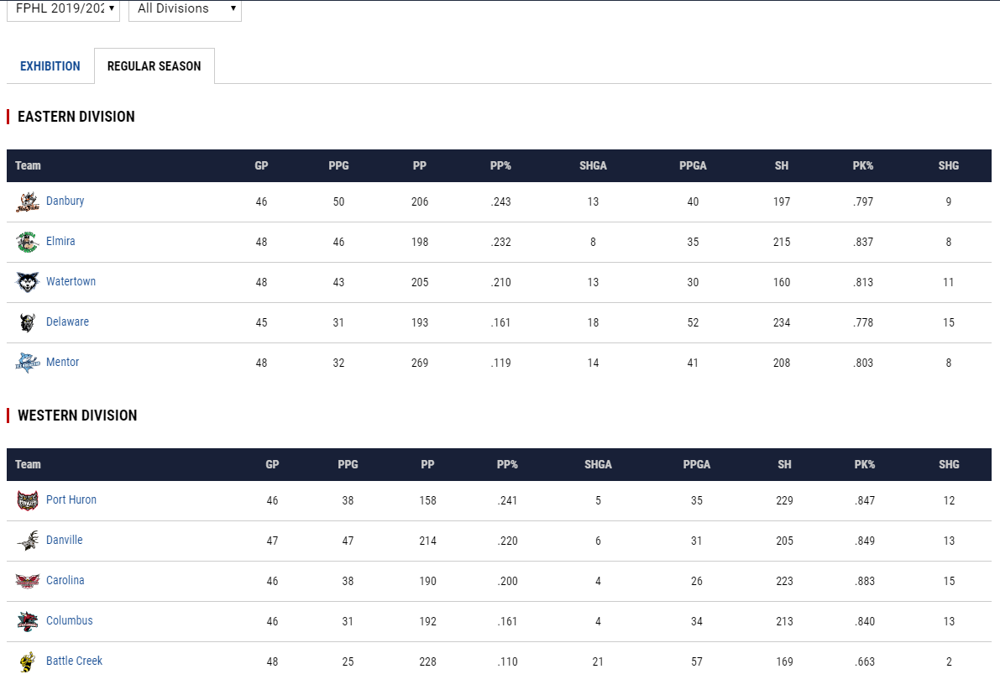 FPHL 2019/202 All Divisions
EXHIBITION REGULAR SEASON
EASTERN DIVISION
Team GP PPG PP PP% SHGA PPGA SH PK% SHG
Danbury 46 50 206 .243 13 40 197 .797 9
Elmira 48 46 198 .232 8 35 215 .837 8
Watertown 48 43 205 .210 13 30 160 .813 11
Delaware 45 31 193 .161 18 52 234 .778 15
Mentor 48 32 269 .119 14 41 208 .803 8
WESTERN DIVISION
Team GP PPG PP PP% SHGA PPGA SH PK% SHG
Port Huron 46 38 158 .241 5 35 229 .847 12
Danville 47 47 214 .220 6 31 205 .849 13
Carolina 46 38 190 .200 4 26 223 .883 15
Columbus 46 31 192 .161 4 34 213 .840 13
Battle Creek 48 25 228 .110 21 57 169 .663 2